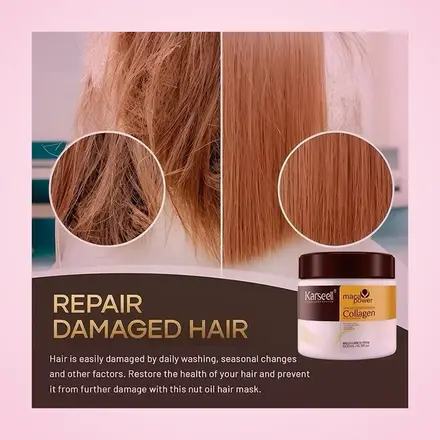 REPAIR
DAMAGED HAIR
Hair is easily damaged by daily washing, seasonal changes
and other factors. Restore the health of your hair and prevent
it from further damage with this nut oil hair mask.
Karseell®
maca
power
Collagen